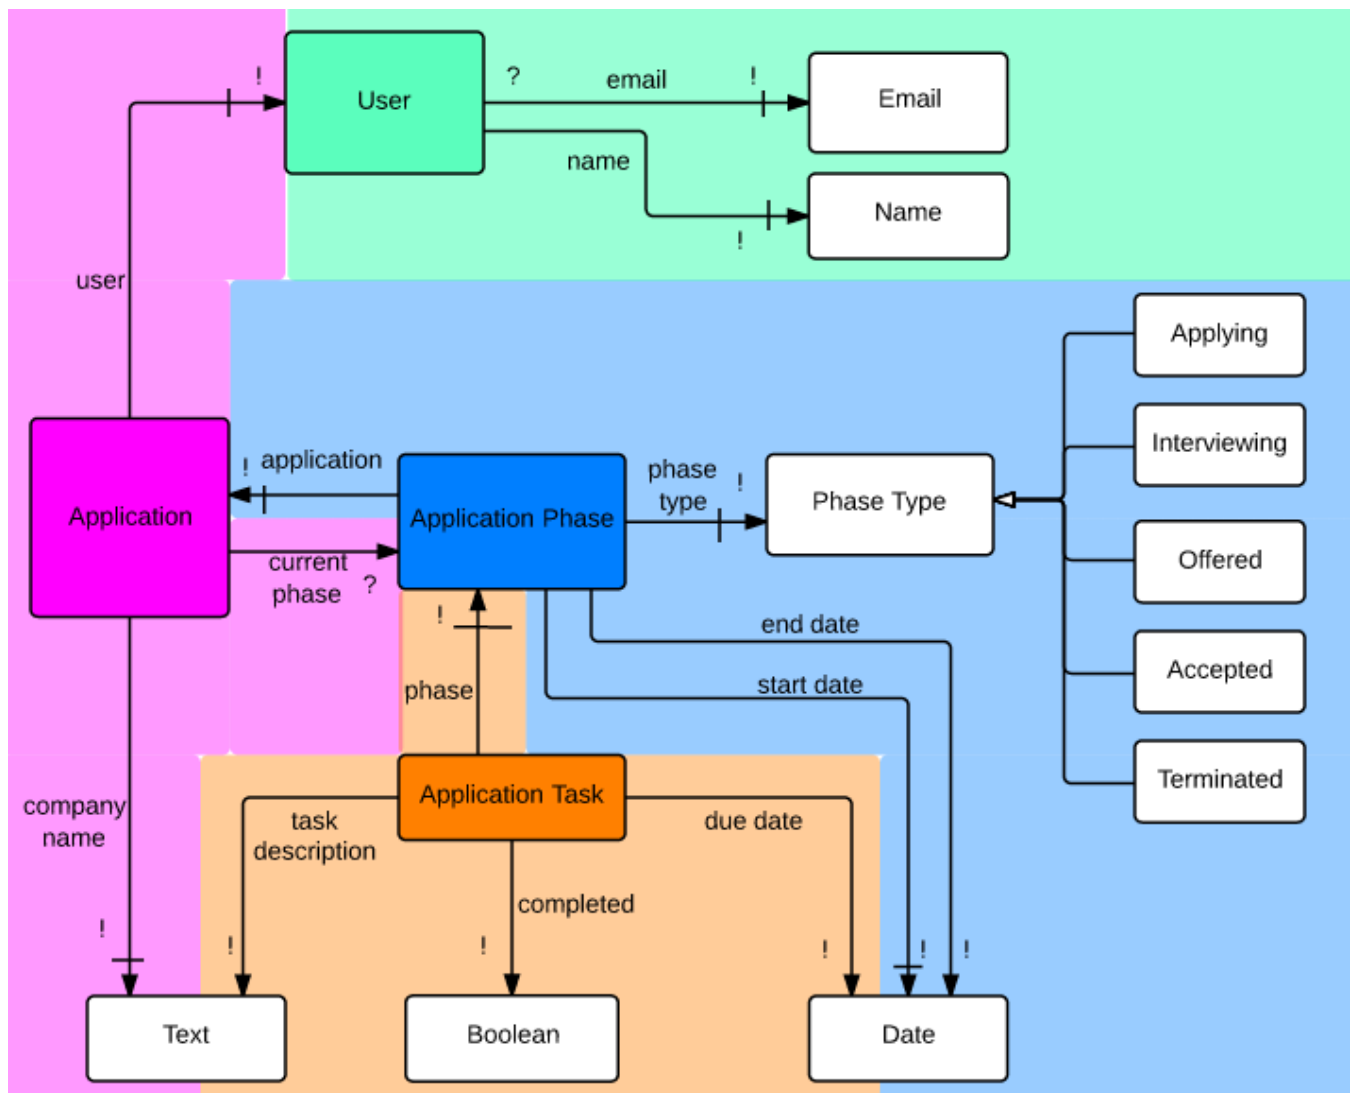 !
User
?
email
!
Email
name
!
Name
user
Applying
Interviewing
Offered
Accepted
Terminated
Application
!
application
Application Phase
phase
type
!
Phase Type
current
phase
?
!
phase
end date
start date
Application Task
company
name
task
description
due date
completed
!
!
!
!
!
!
Text
Boolean
Date